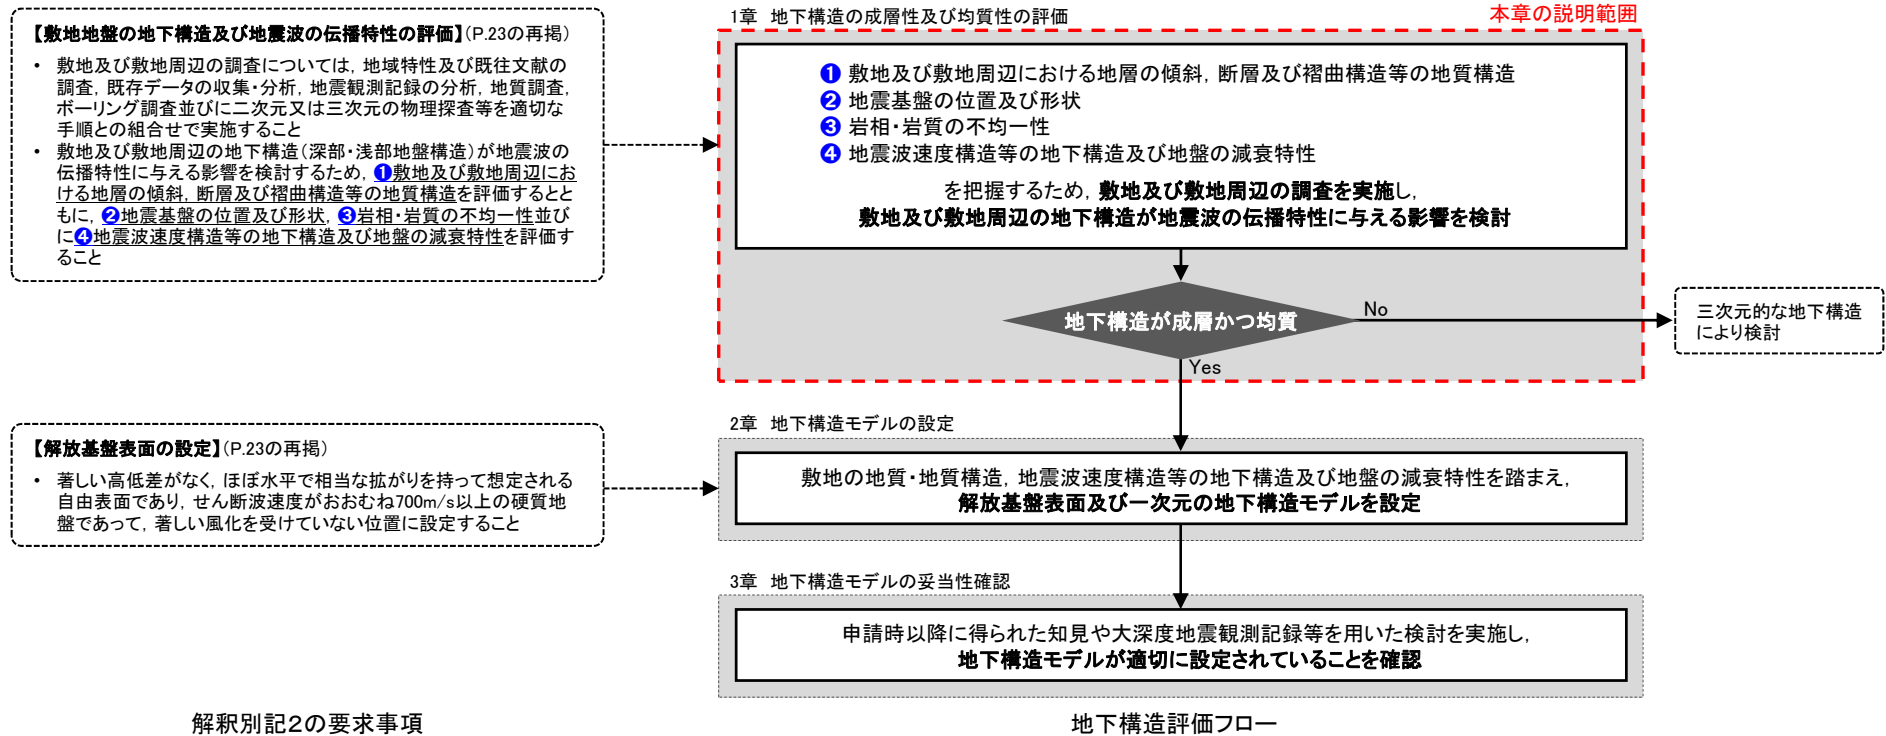 【敷地地盤の地下構造及び地震波の伝播特性の評価】(P.23の再掲)
• 敷地及び敷地周辺の調査については，地域特性及び既往文献の
調査，既存データの収集・分析，地震観測記録の分析，地質調査，
ボーリング調査並びに二次元又は三次元の物理探査等を適切な
手順との組合せで実施すること
• 敷地及び敷地周辺の地下構造（深部・浅部地盤構造）が地震波の
伝播特性に与える影響を検討するため，❶敷地及び敷地周辺にお
ける地層の傾斜，断層及び褶曲構造等の地質構造を評価するとと
もに，❷地震基盤の位置及び形状，❸岩相・岩質の不均一性並び
に❹地震波速度構造等の地下構造及び地盤の減衰特性を評価す
ること
【解放基盤表面の設定】(P.23の再掲)
• 著しい高低差がなく，ほぼ水平で相当な拡がりを持って想定される
自由表面であり，せん断波速度がおおむね700m/s以上の硬質地
盤であって，著しい風化を受けていない位置に設定すること
解釈別記２の要求事項
1章 地下構造の成層性及び均質性の評価
本章の説明範囲
❶ 敷地及び敷地周辺における地層の傾斜，断層及び褶曲構造等の地質構造
❷ 地震基盤の位置及び形状
❸ 岩相・岩質の不均一性
❹ 地震波速度構造等の地下構造及び地盤の減衰特性
を把握するため，敷地及び敷地周辺の調査を実施し，
敷地及び敷地周辺の地下構造が地震波の伝播特性に与える影響を検討
地下構造が成層かつ均質
No
三次元的な地下構造
により検討
Yes
2章 地下構造モデルの設定
敷地の地質・地質構造，地震波速度構造等の地下構造及び地盤の減衰特性を踏まえ，
解放基盤表面及び一次元の地下構造モデルを設定
3章 地下構造モデルの妥当性確認
申請時以降に得られた知見や大深度地震観測記録等を用いた検討を実施し，
地下構造モデルが適切に設定されていることを確認
地下構造評価フロー